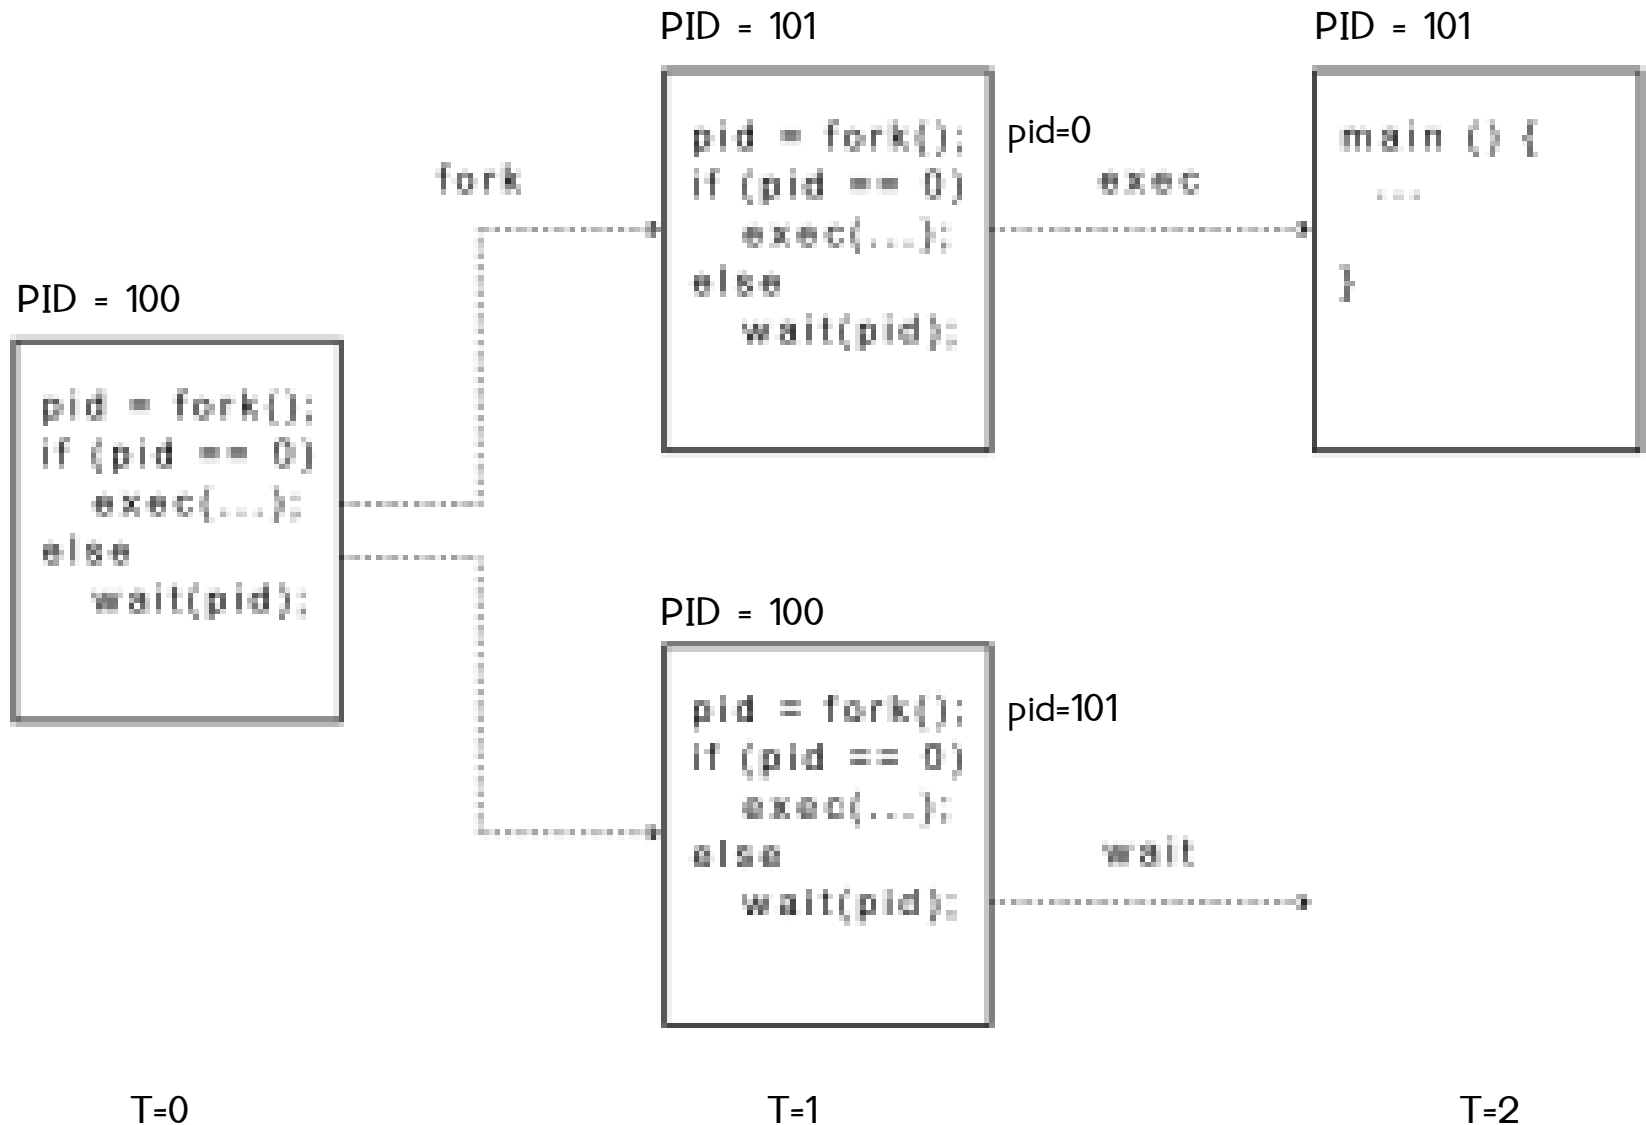 PID = 101
PID = 101
pid = fork();
if (pid == 0)
exec(...);
else
wait(pid);
pid=0
fork
exec
main () {
...
}
PID = 100
pid = fork();
if (pid == 0)
exec(...);
else
wait(pid);
PID = 100
pid = fork();
if (pid == 0)
exec(...);
else
wait(pid);
pid=101
wait
T=0
T=1
T=2